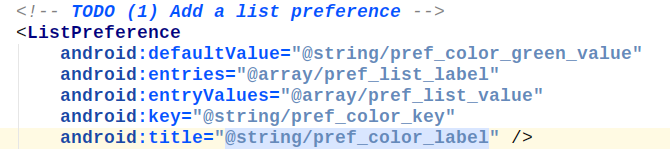 <!-- TODO (1) Add a list preference -->
<ListPreference
android:defaultValue="@string/pref_color_green_value"
android:entries="@array/pref_list_label"
android:entryValues="@array/pref_list_value"
android:key="@string/pref_color_key"
android:title="@string/pref_color_label" />